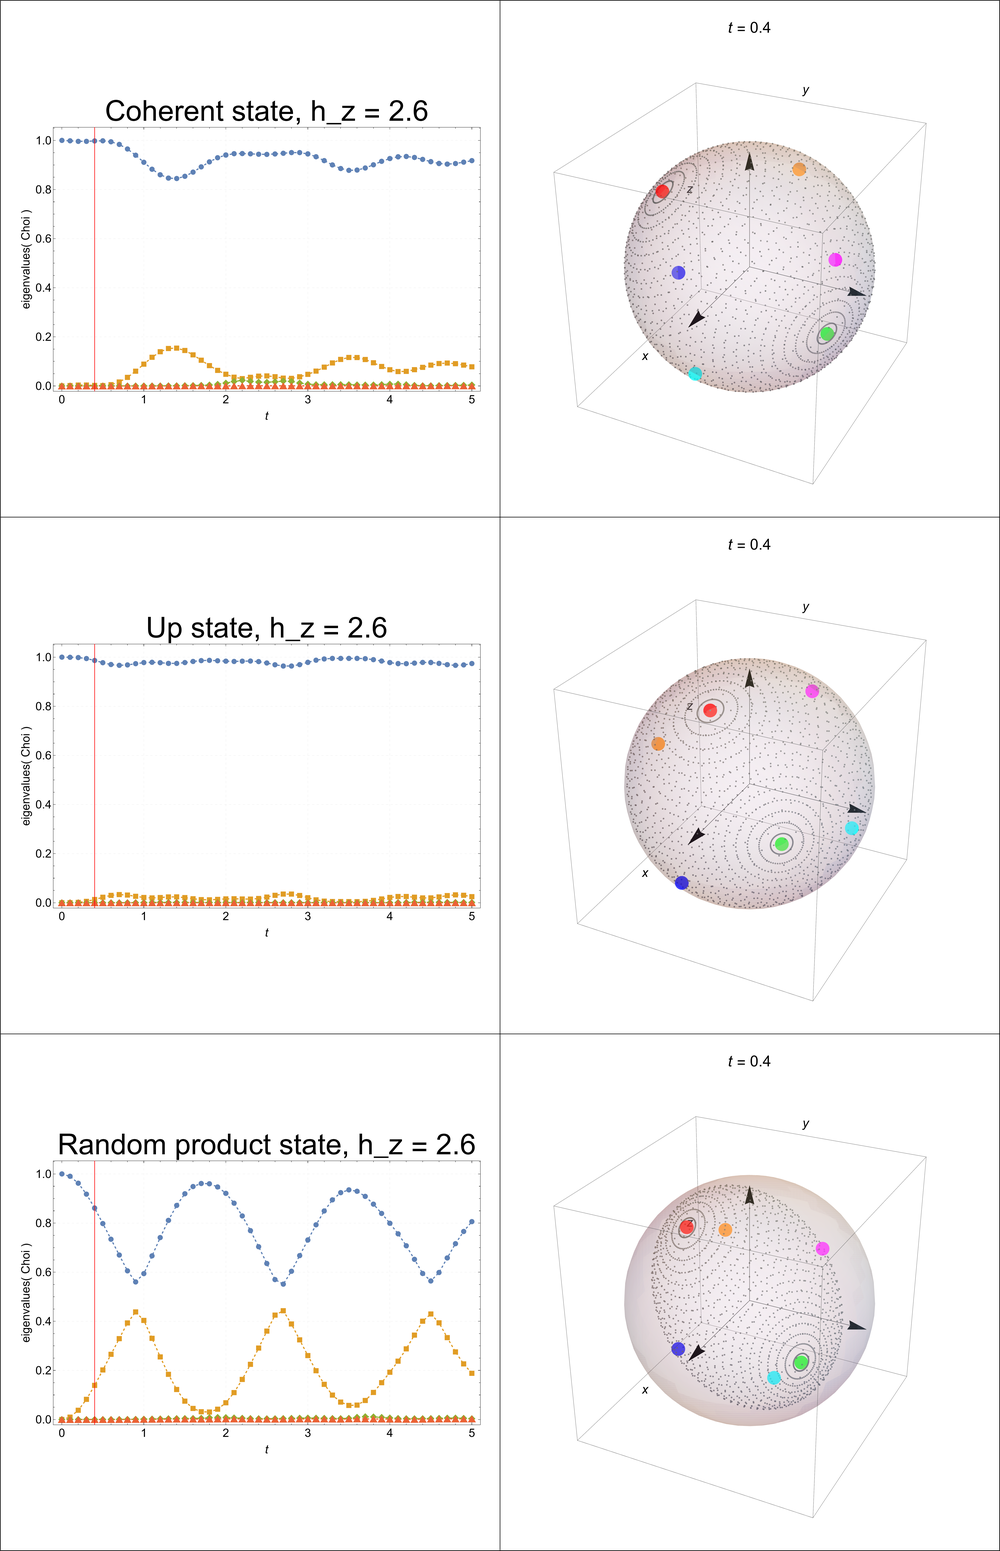 Coherent state, h_z = 2.6
1.0
0.8
0.6
0.4
0.2
0.0
eigenvalues( Choi )
0 1 2 3 4 5
t
t = 0.4
y
z
x
Up state, h_z = 2.6
1.0
0.8
0.6
0.4
0.2
0.0
eigenvalues( Choi )
0 1 2 3 4 5
t
t = 0.4
y
z
x
Random product state, h_z = 2.6
1.0
0.8
0.6
0.4
0.2
0.0
eigenvalues( Choi )
0 1 2 3 4 5
t
t = 0.4
y
z
x